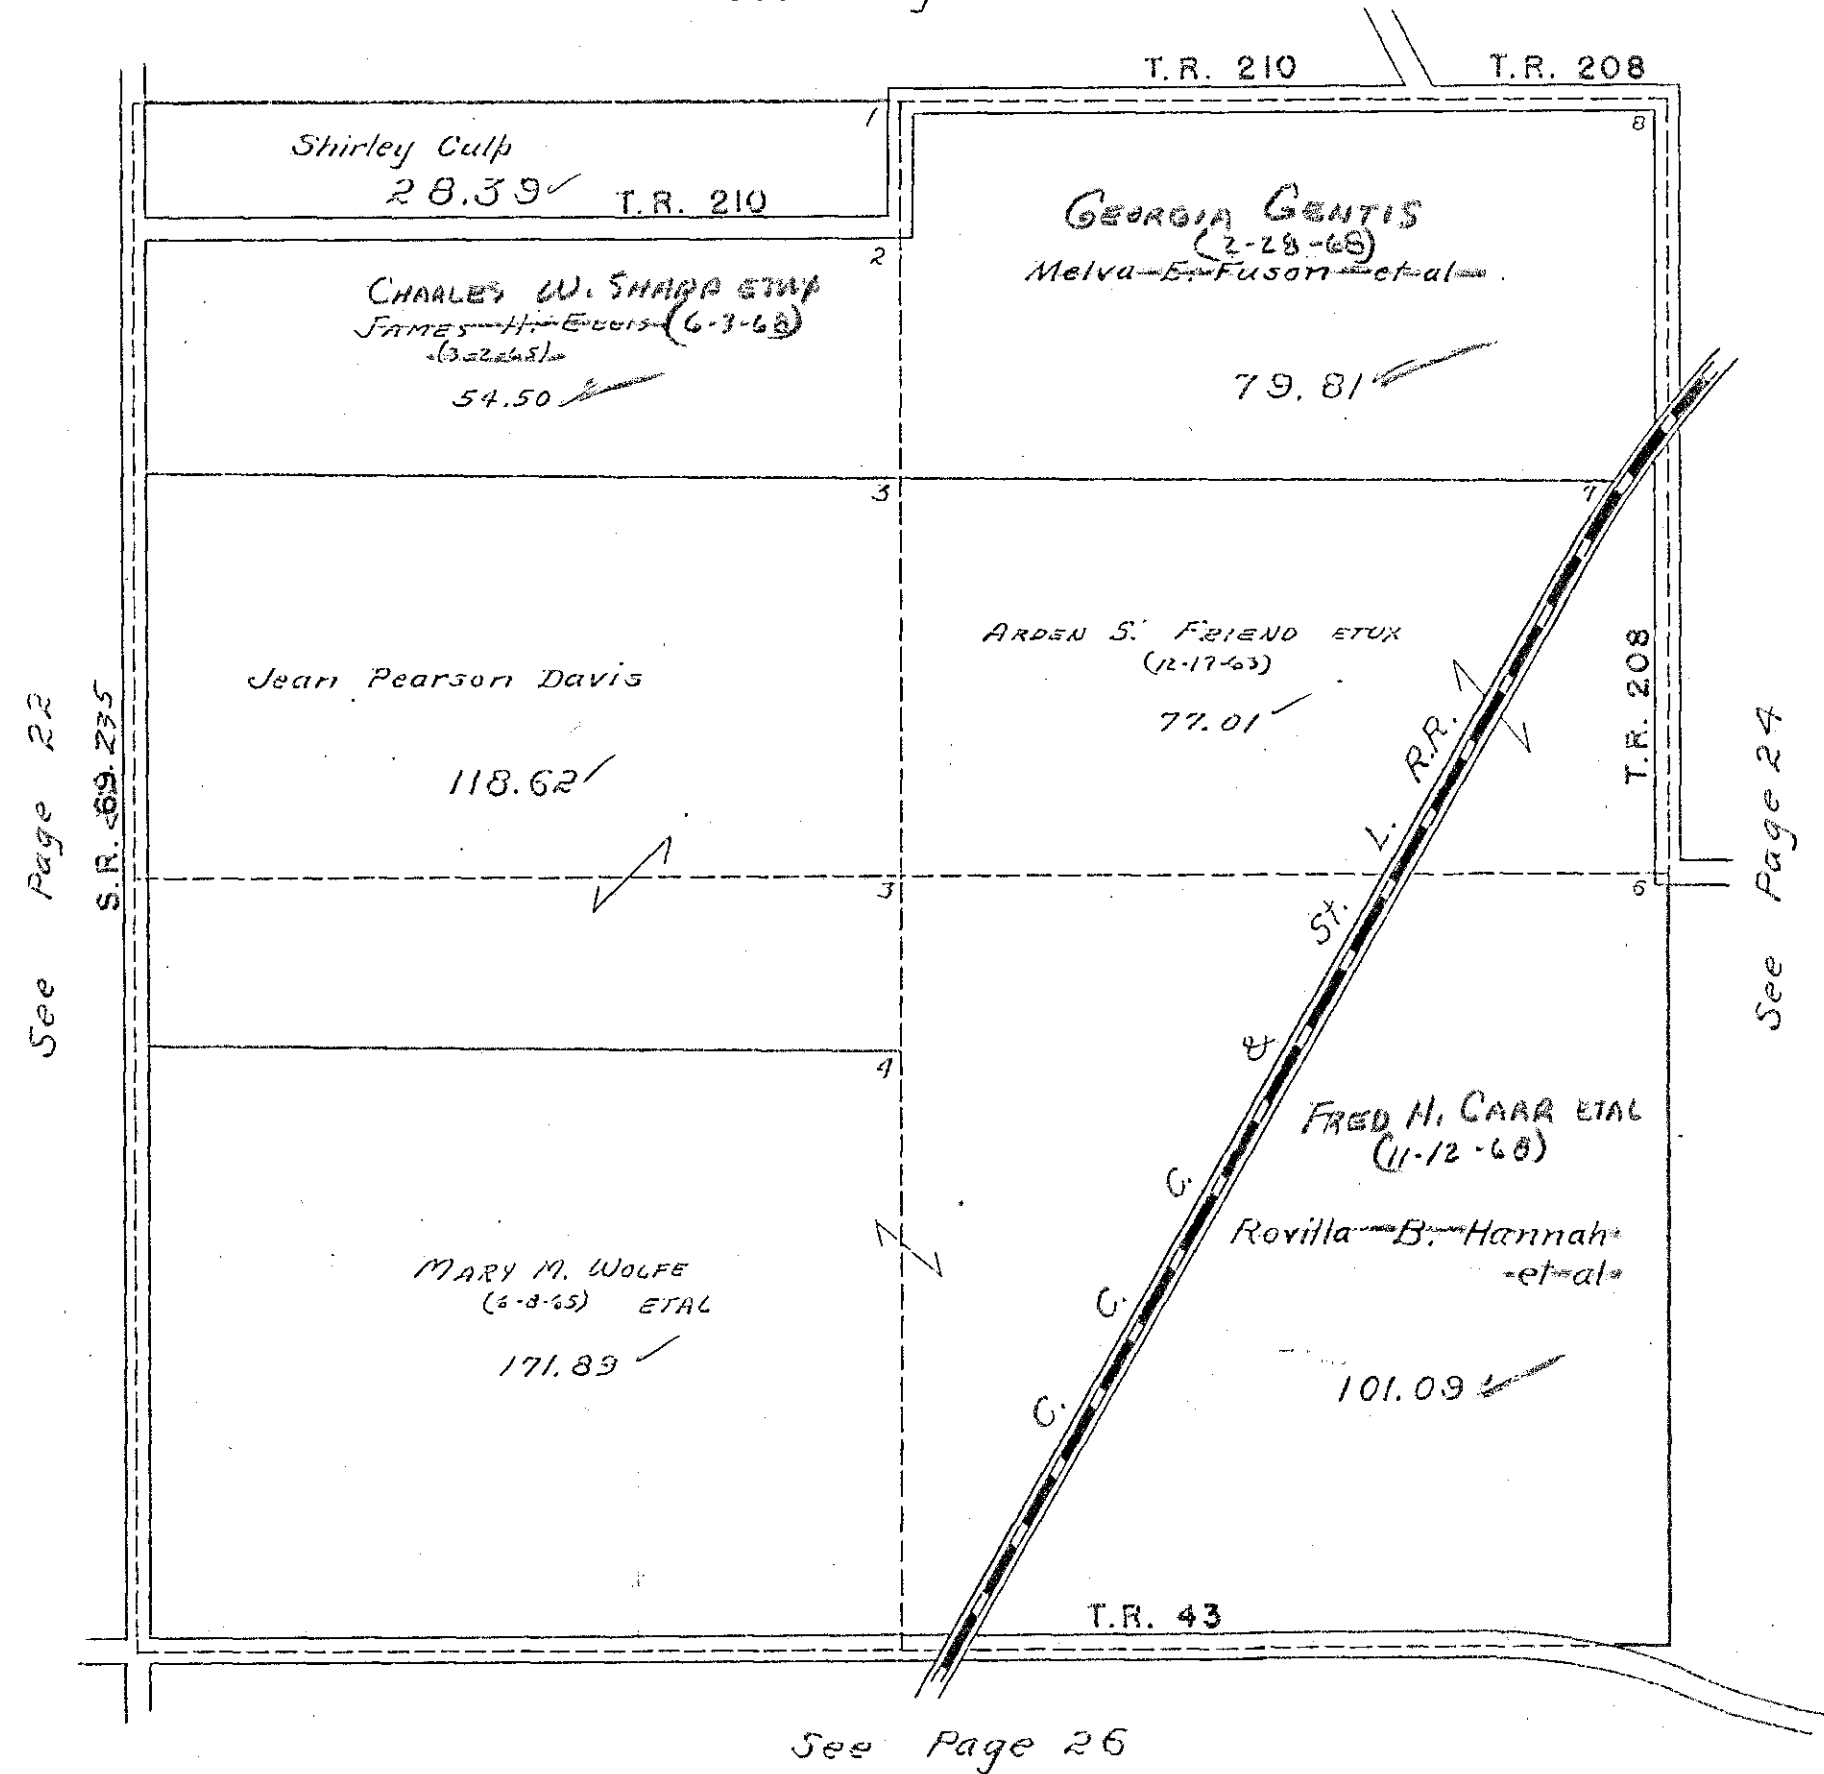 T.R. 210
T.R. 208
1
8
Shirley Culp
28.39
T.R. 210
GEORGIA GENTIS
(2-28-68)
Melva E. Fuson et al
79.81
2
CHARLES W. SHARP ETUX
JAMES H. ELLIS (6-3-68)
(3-2-65)
54.50
3
7
Jean Pearson Davis
118.62
ARDEN S. FRIEND ETUX
(12-17-63)
77.01
T.R. 208
See Page 22
S.R. 235
See Page 24
3
6
C. C. C. & St. L. R.R.
4
FRED H. CARR ETAL
(11-12-68)
Rovilla B. Hannah
et al
101.09
MARY M. WOLFE
(6-8-65) ETAL
171.89
T.R. 43
See Page 26